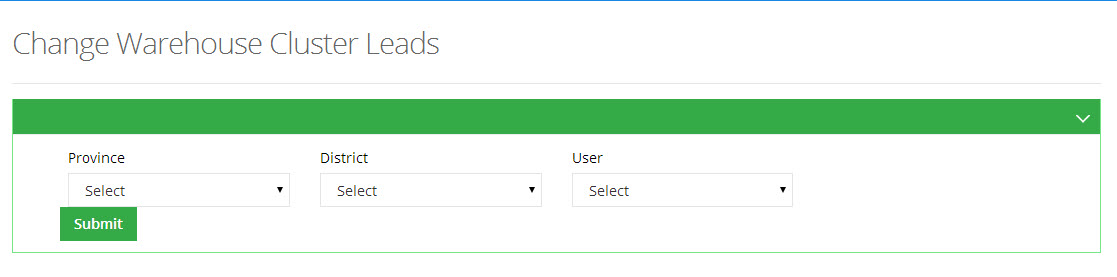 Change Warehouse Cluster Leads
Province District User
Select Select Select
Submit